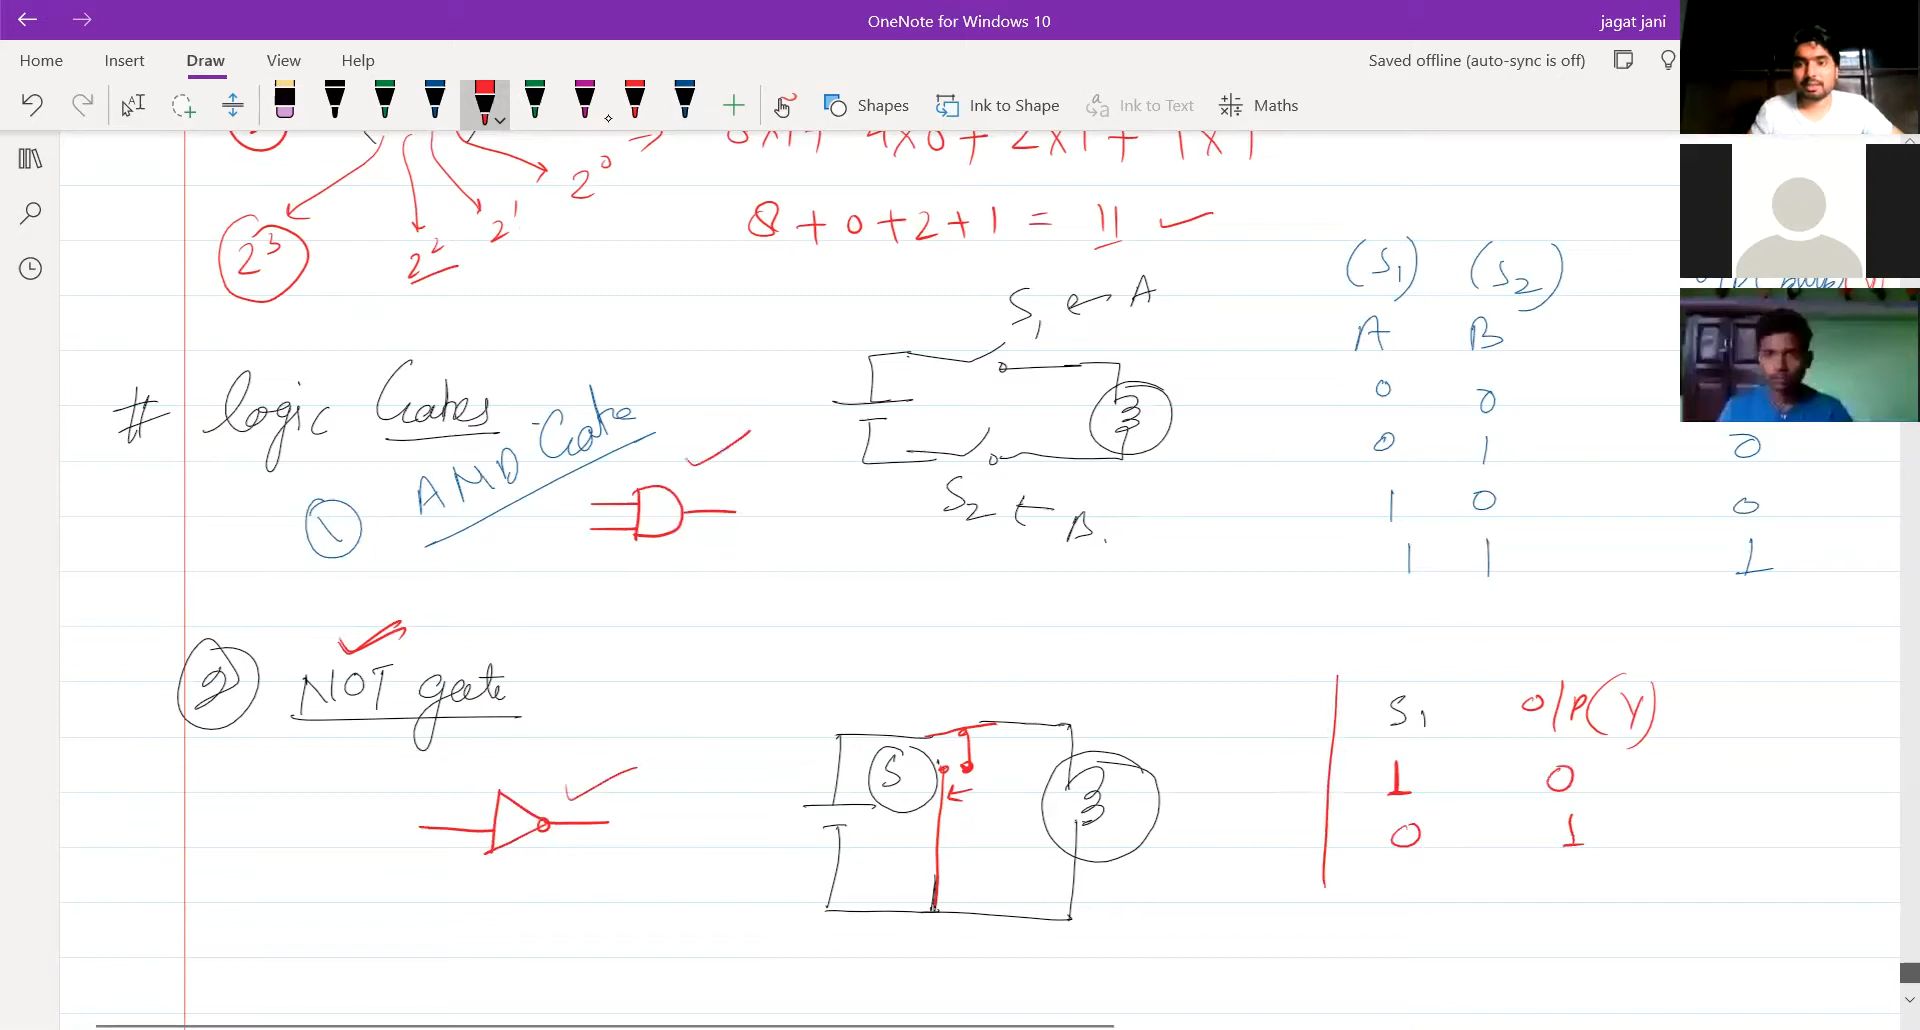 OneNote for Windows 10
jagat jani
Home Insert Draw View Help
Saved offline (auto-sync is off)
Shapes Ink to Shape Ink to Text Maths
2³ 2² 2¹ 2⁰
8 + 0 + 2 + 1 = 11
S₁ ← A
(S₁) (S₂)
A B
0 0
# Logic Gates
0 1 0
① AND Gate
1 0 0
S₂ ← B.
1 1 1
② NOT gate
S₁ O/P(Y)
S
1 0
0 1